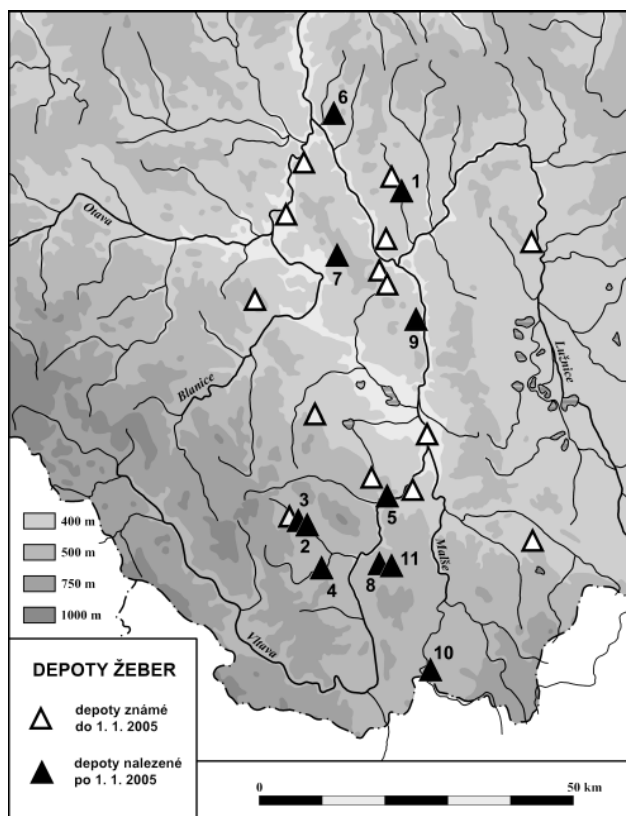 6
1
Otava
7
9
Lužnice
Blanice
3
5
2
400 m
500 m
750 m
1000 m
Malše
4
8
11
Vltava
10
DEPOTY ŽEBER
depoty známé
do 1. 1. 2005
depoty nalezené
po 1. 1. 2005
0
50 km